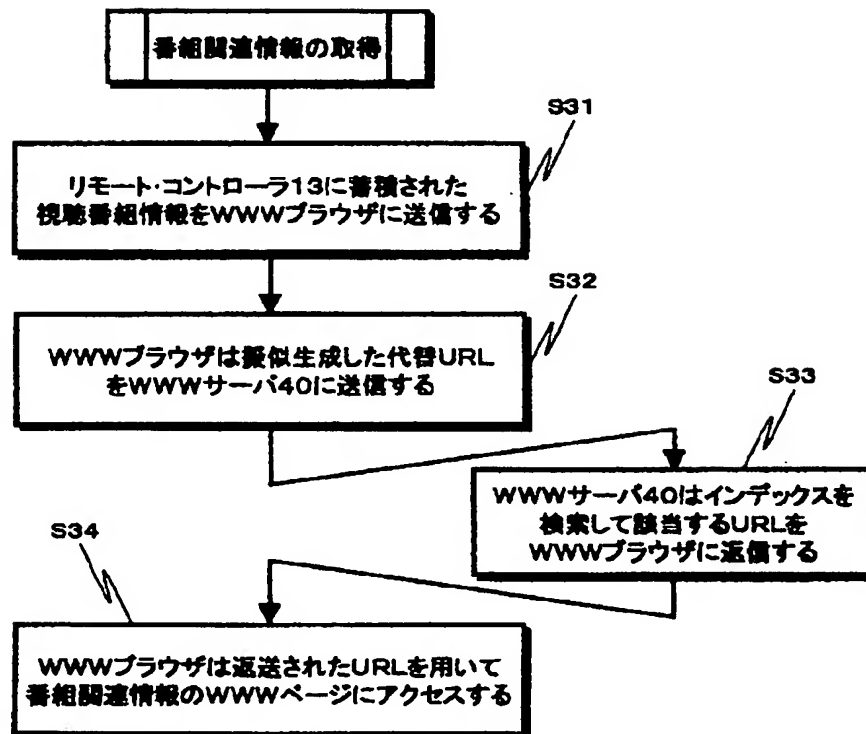 番組関連情報の取得
S31
リモート・コントローラ13に蓄積された
視聴番組情報をWWWブラウザに送信する
S32
WWWブラウザは擬似生成した代替URL
をWWWサーバ40に送信する
S33
WWWサーバ40はインデックスを
検索して該当するURLを
WWWブラウザに返信する
S34
WWWブラウザは返送されたURLを用いて
番組関連情報のWWWページにアクセスする